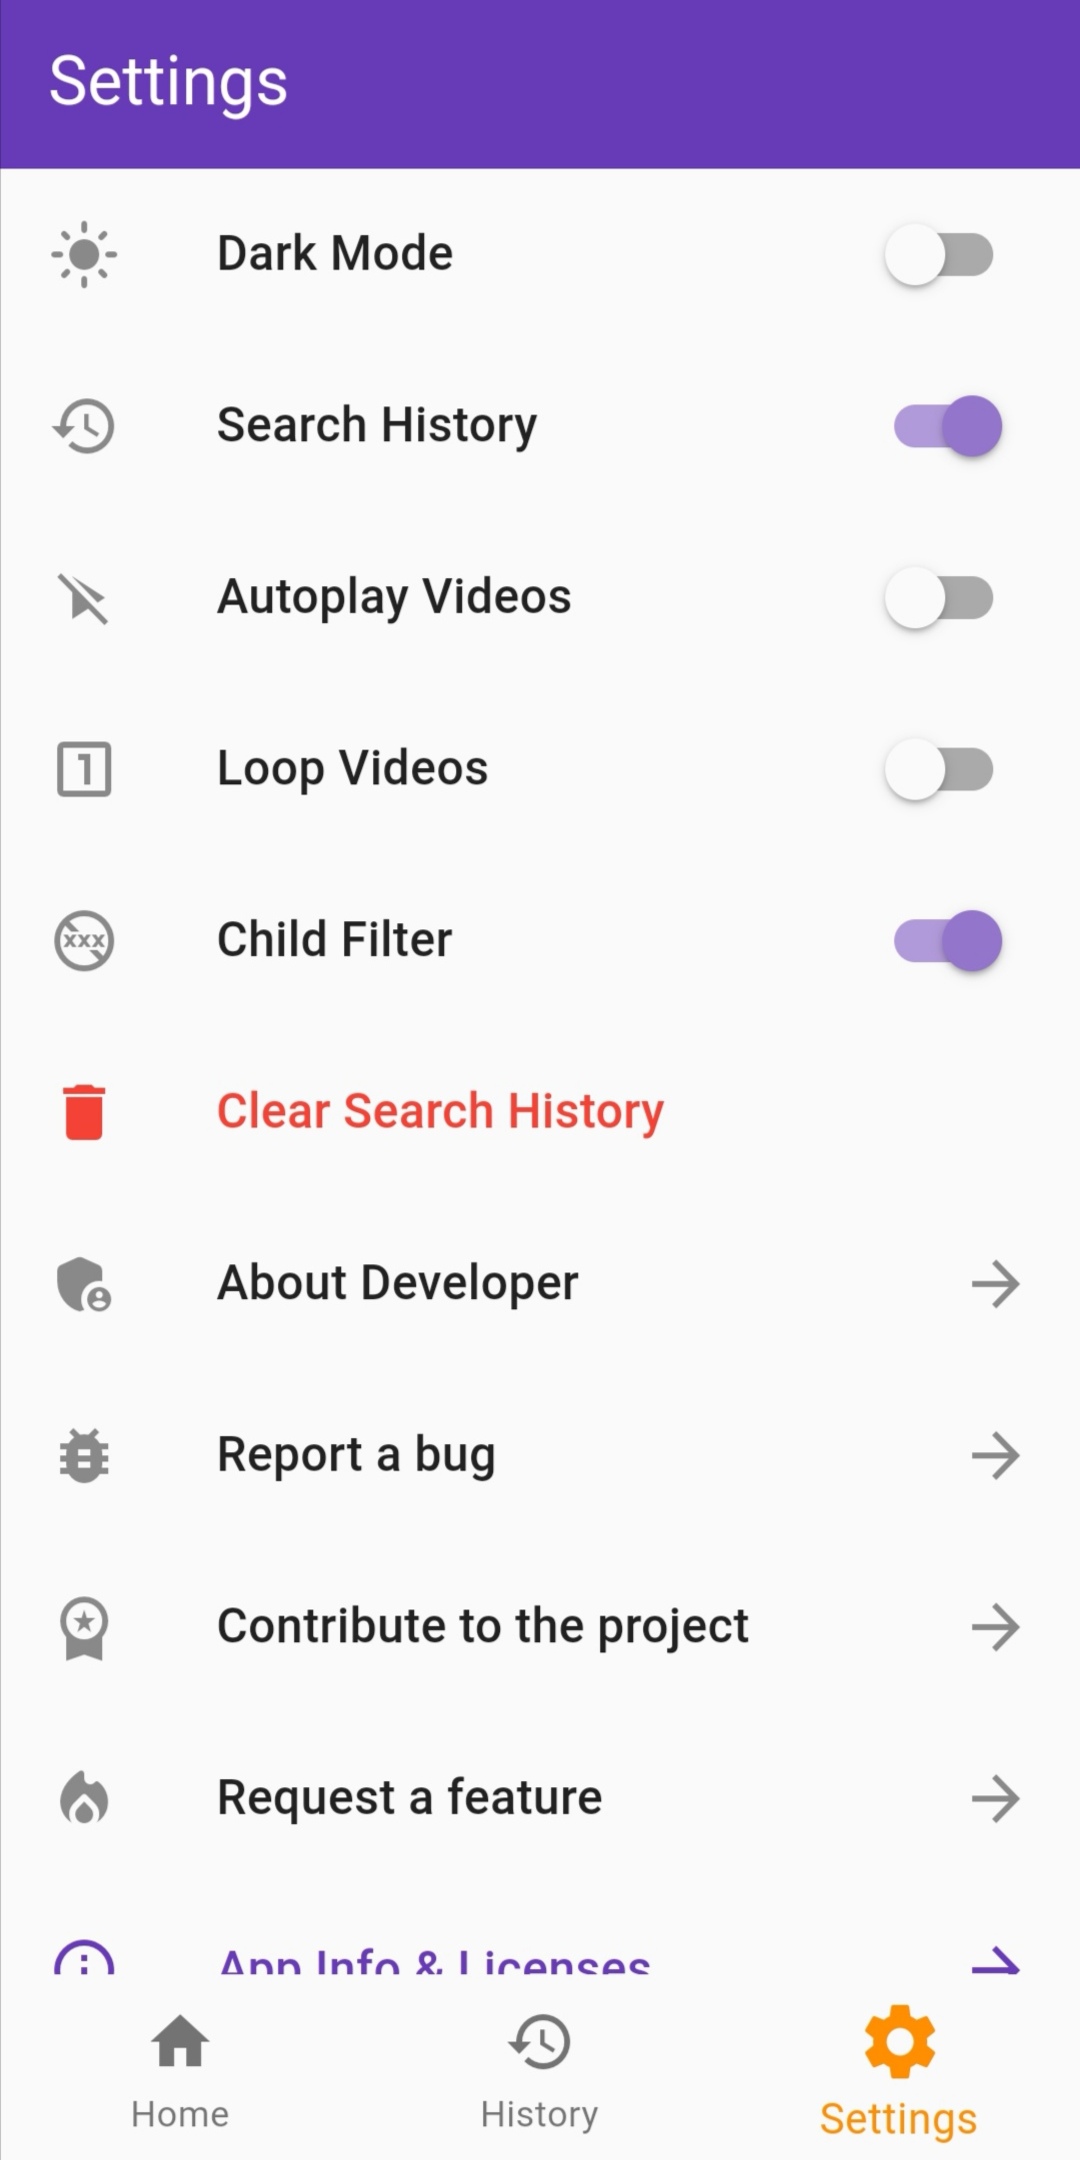 Settings
Dark Mode
Search History
Autoplay Videos
1
Loop Videos
xxx
Child Filter
Clear Search History
About Developer
Report a bug
Contribute to the project
Request a feature
App Info & Licenses
Home
History
Settings